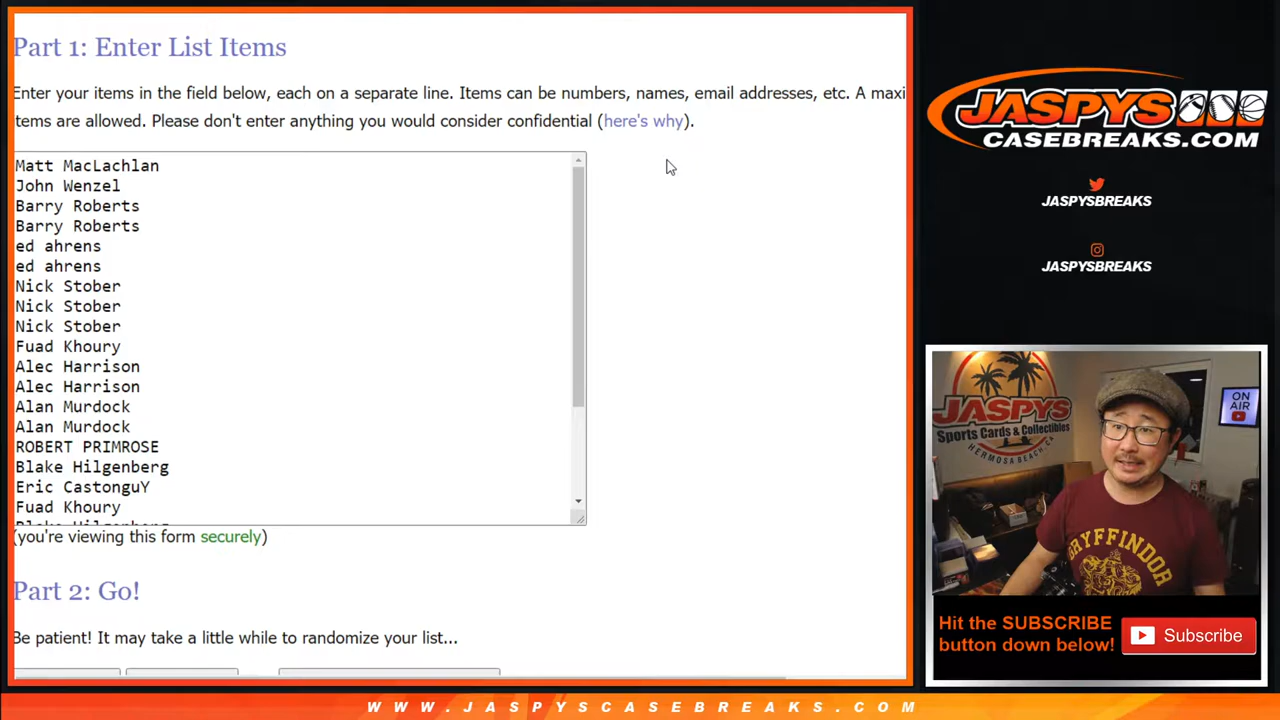 Part 1: Enter List Items
Enter your items in the field below, each on a separate line. Items can be numbers, names, email addresses, etc. A maxi
items are allowed. Please don't enter anything you would consider confidential (here's why).
Matt MacLachlan
John Wenzel
Barry Roberts
Barry Roberts
ed ahrens
ed ahrens
Nick Stober
Nick Stober
Nick Stober
Fuad Khoury
Alec Harrison
Alec Harrison
Alan Murdock
Alan Murdock
ROBERT PRIMROSE
Blake Hilgenberg
Eric CastonguY
Fuad Khoury
Blake Hilgenberg
(you're viewing this form securely)
Part 2: Go!
Be patient! It may take a little while to randomize your list...
JASPYS
CASEBREAKS.COM
JASPYSBREAKS
JASPYSBREAKS
JASPYS
Sports Cards & Collectibles
HERMOSA BEACH, CA
ON
AIR
GRYFFINDOR
Hit the SUBSCRIBE
button down below!
Subscribe
WWW.JASPYSCASEBREAKS.COM